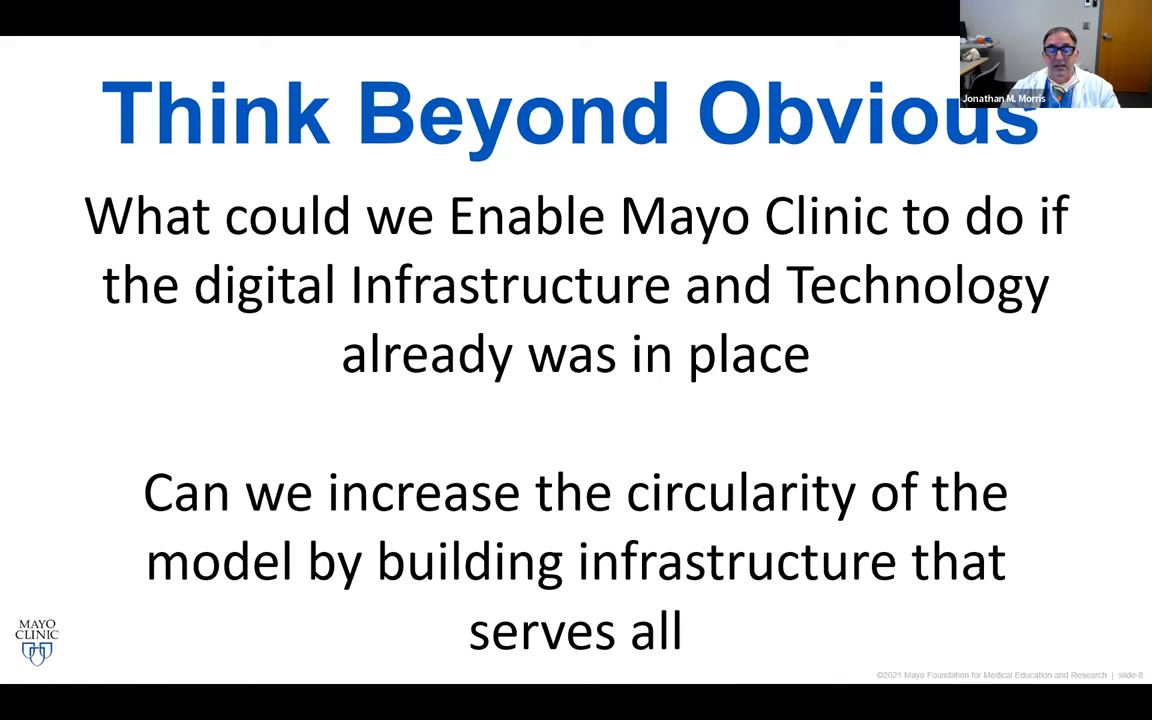 Think Beyond Obvious
Jonathan M. Morris
What could we Enable Mayo Clinic to do if
the digital Infrastructure and Technology
already was in place
Can we increase the circularity of the
model by building infrastructure that
serves all
MAYO
CLINIC
©2021 Mayo Foundation for Medical Education and Research | slide-8